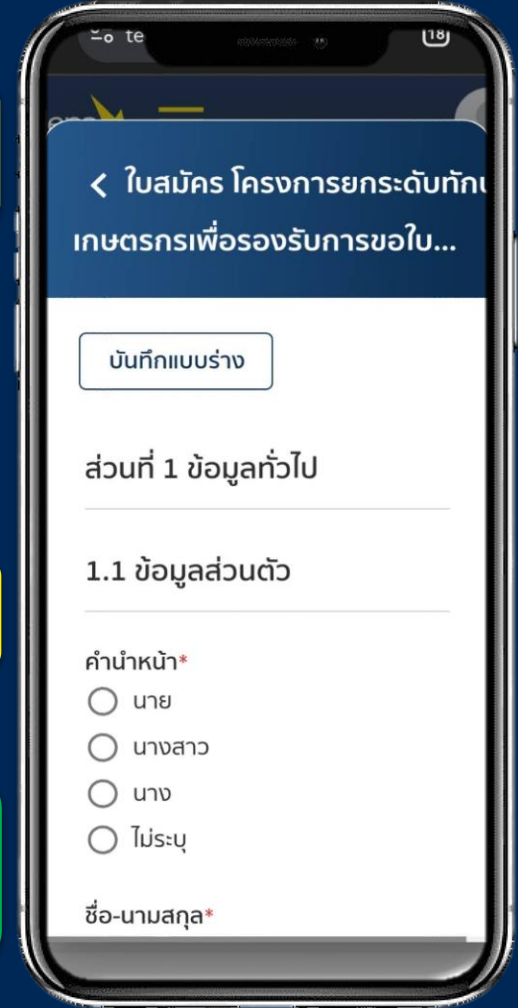 te
18
< ใบสมัคร โครงการยกระดับทักษ
เกษตรกรเพื่อรองรับการขอใบ...
บันทึกแบบร่าง
ส่วนที่ 1 ข้อมูลทั่วไป
1.1 ข้อมูลส่วนตัว
คำนำหน้า*
นาย
นางสาว
นาง
ไม่ระบุ
ชื่อ-นามสกุล*